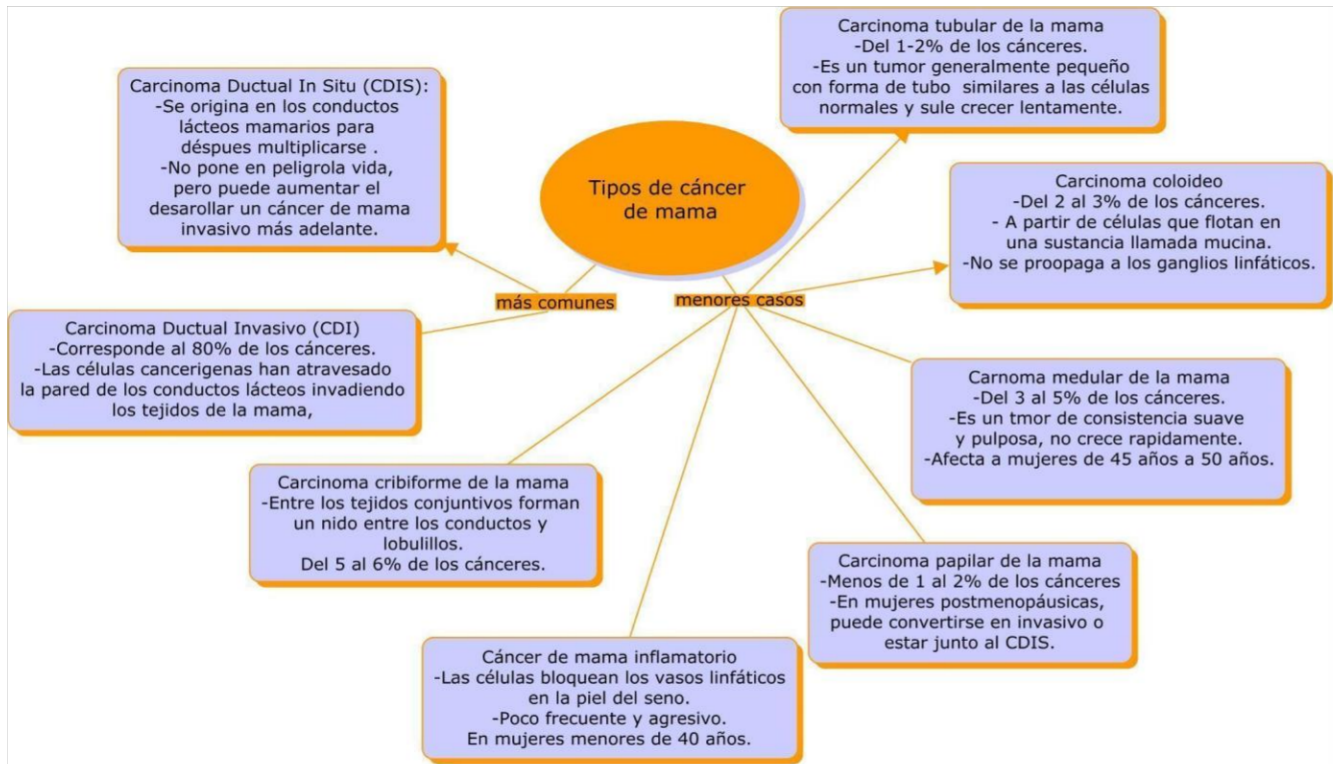 Tipos de cáncer
de mama
más comunes
menores casos
Carcinoma Ductual In Situ (CDIS):
-Se origina en los conductos
lácteos mamarios para
déspues multiplicarse .
-No pone en peligrola vida,
pero puede aumentar el
desarollar un cáncer de mama
invasivo más adelante.
Carcinoma Ductual Invasivo (CDI)
-Corresponde al 80% de los cánceres.
-Las células cancerigenas han atravesado
la pared de los conductos lácteos invadiendo
los tejidos de la mama,
Carcinoma tubular de la mama
-Del 1-2% de los cánceres.
-Es un tumor generalmente pequeño
con forma de tubo similares a las células
normales y sule crecer lentamente.
Carcinoma coloideo
-Del 2 al 3% de los cánceres.
- A partir de células que flotan en
una sustancia llamada mucina.
-No se proopaga a los ganglios linfáticos.
Carnoma medular de la mama
-Del 3 al 5% de los cánceres.
-Es un tmor de consistencia suave
y pulposa, no crece rapidamente.
-Afecta a mujeres de 45 años a 50 años.
Carcinoma papilar de la mama
-Menos de 1 al 2% de los cánceres
-En mujeres postmenopáusicas,
puede convertirse en invasivo o
estar junto al CDIS.
Cáncer de mama inflamatorio
-Las células bloquean los vasos linfáticos
en la piel del seno.
-Poco frecuente y agresivo.
En mujeres menores de 40 años.
Carcinoma cribiforme de la mama
-Entre los tejidos conjuntivos forman
un nido entre los conductos y
lobulillos.
Del 5 al 6% de los cánceres.